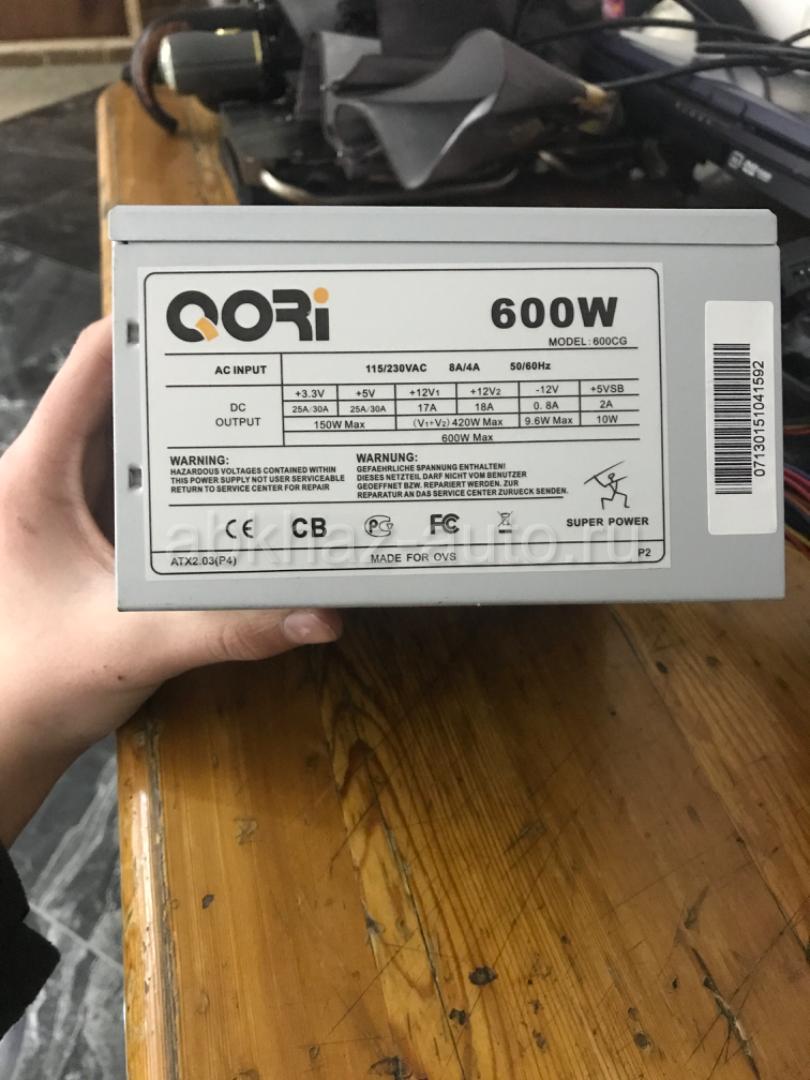 QORi
600W
MODEL: 600CG
AC INPUT 115/230VAC 8A/4A 50/60Hz
DC OUTPUT +3.3V +5V +12V1 +12V2 -12V +5VSB
25A/30A 25A/30A 17A 18A 0.8A 2A
150W Max (V1+V2) 420W Max 9.6W Max 10W
600W Max
WARNING:
HAZARDOUS VOLTAGES CONTAINED WITHIN
THIS POWER SUPPLY NOT USER SERVICEABLE
RETURN TO SERVICE CENTER FOR REPAIR
WARNUNG:
GEFAEHRLICHE SPANNUNG ENTHALTEN!
DIESES NETZTEIL DARF NICHT VOM BENUTZER
GEOEFFNET BZW. REPARIERT WERDEN. ZUR
REPARATUR AN DAS SERVICE CENTER ZURUECK SENDEN.
CE CB PG FC
SUPER POWER
ATX2.03(P4) MADE FOR OVS P2
07130151041592
abkhaz-auto.ru